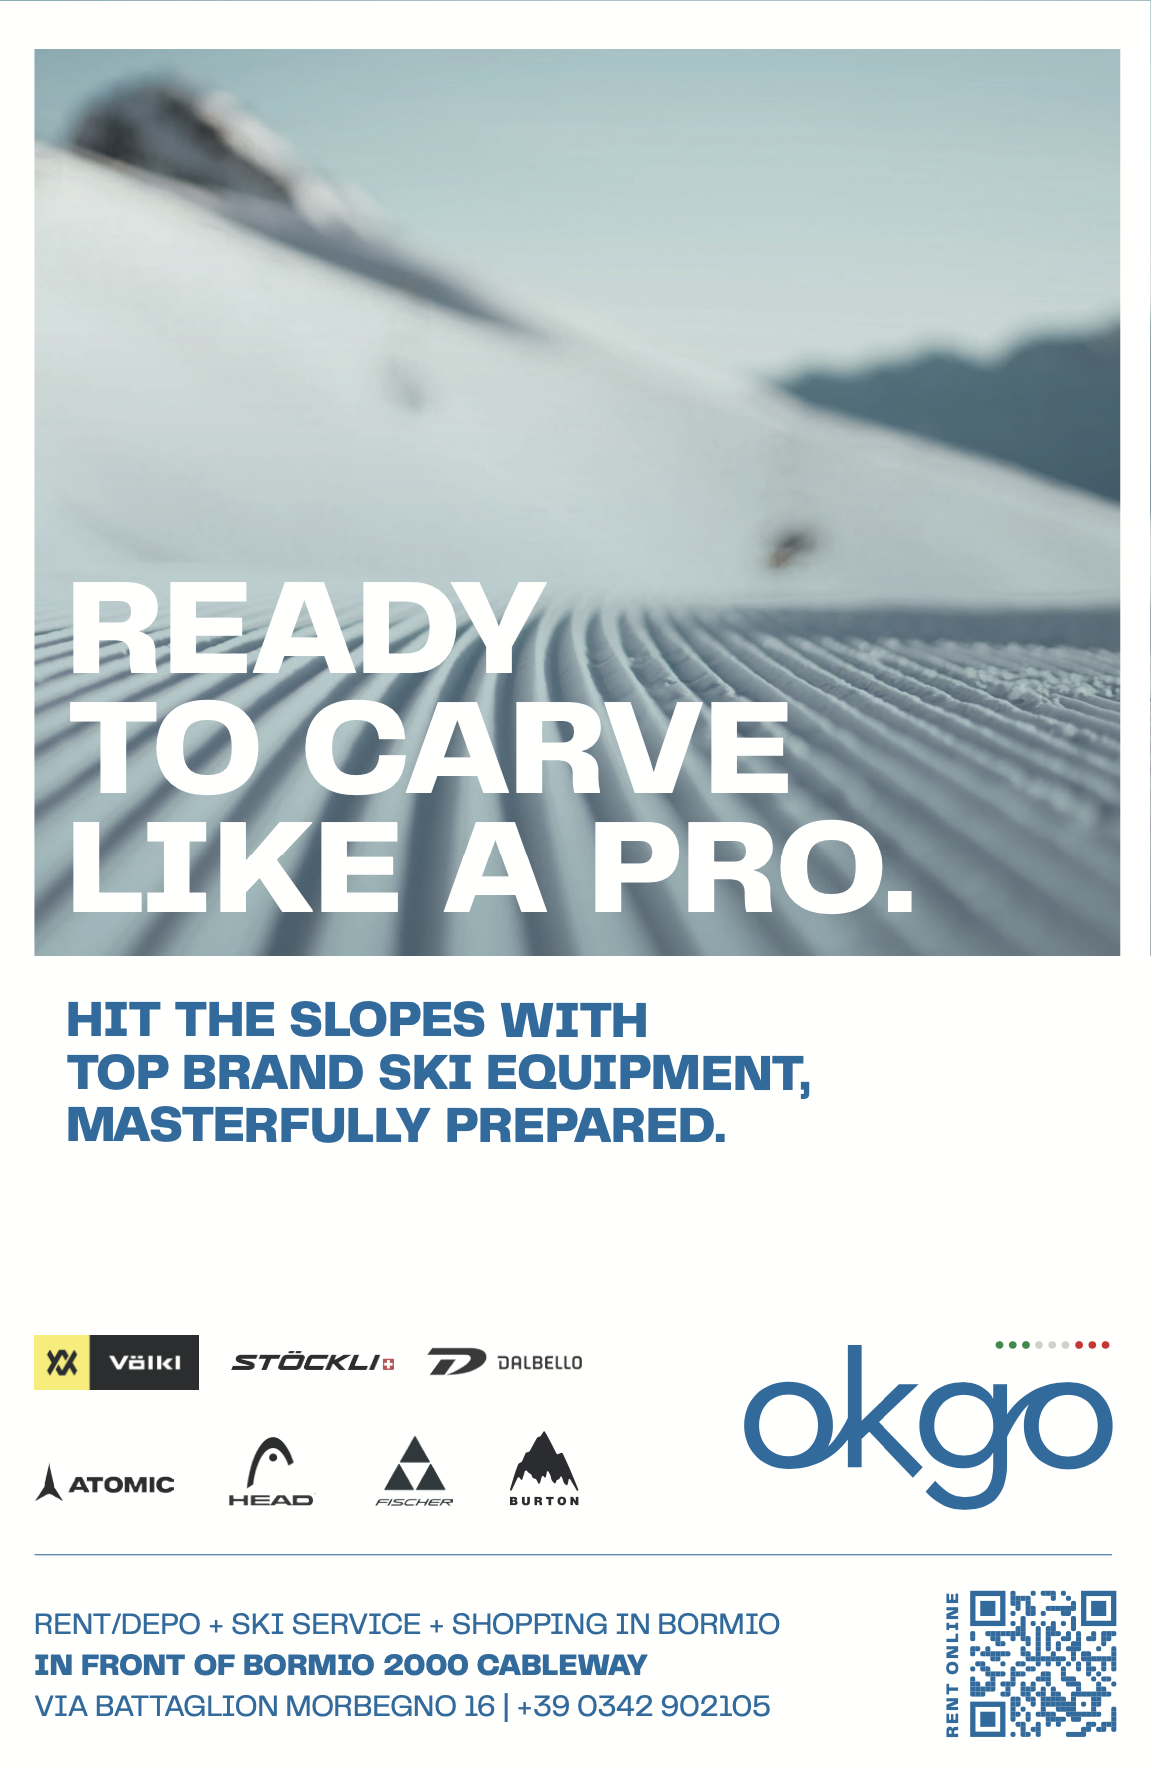 READY
TO CARVE
LIKE A PRO.
HIT THE SLOPES WITH
TOP BRAND SKI EQUIPMENT,
MASTERFULLY PREPARED.
Völkl
STÖCKLI
DALBELLO
ATOMIC
HEAD
FISCHER
BURTON
okgo
RENT/DEPO + SKI SERVICE + SHOPPING IN BORMIO
IN FRONT OF BORMIO 2000 CABLEWAY
VIA BATTAGLION MORBEGNO 16 | +39 0342 902105
RENT ONLINE